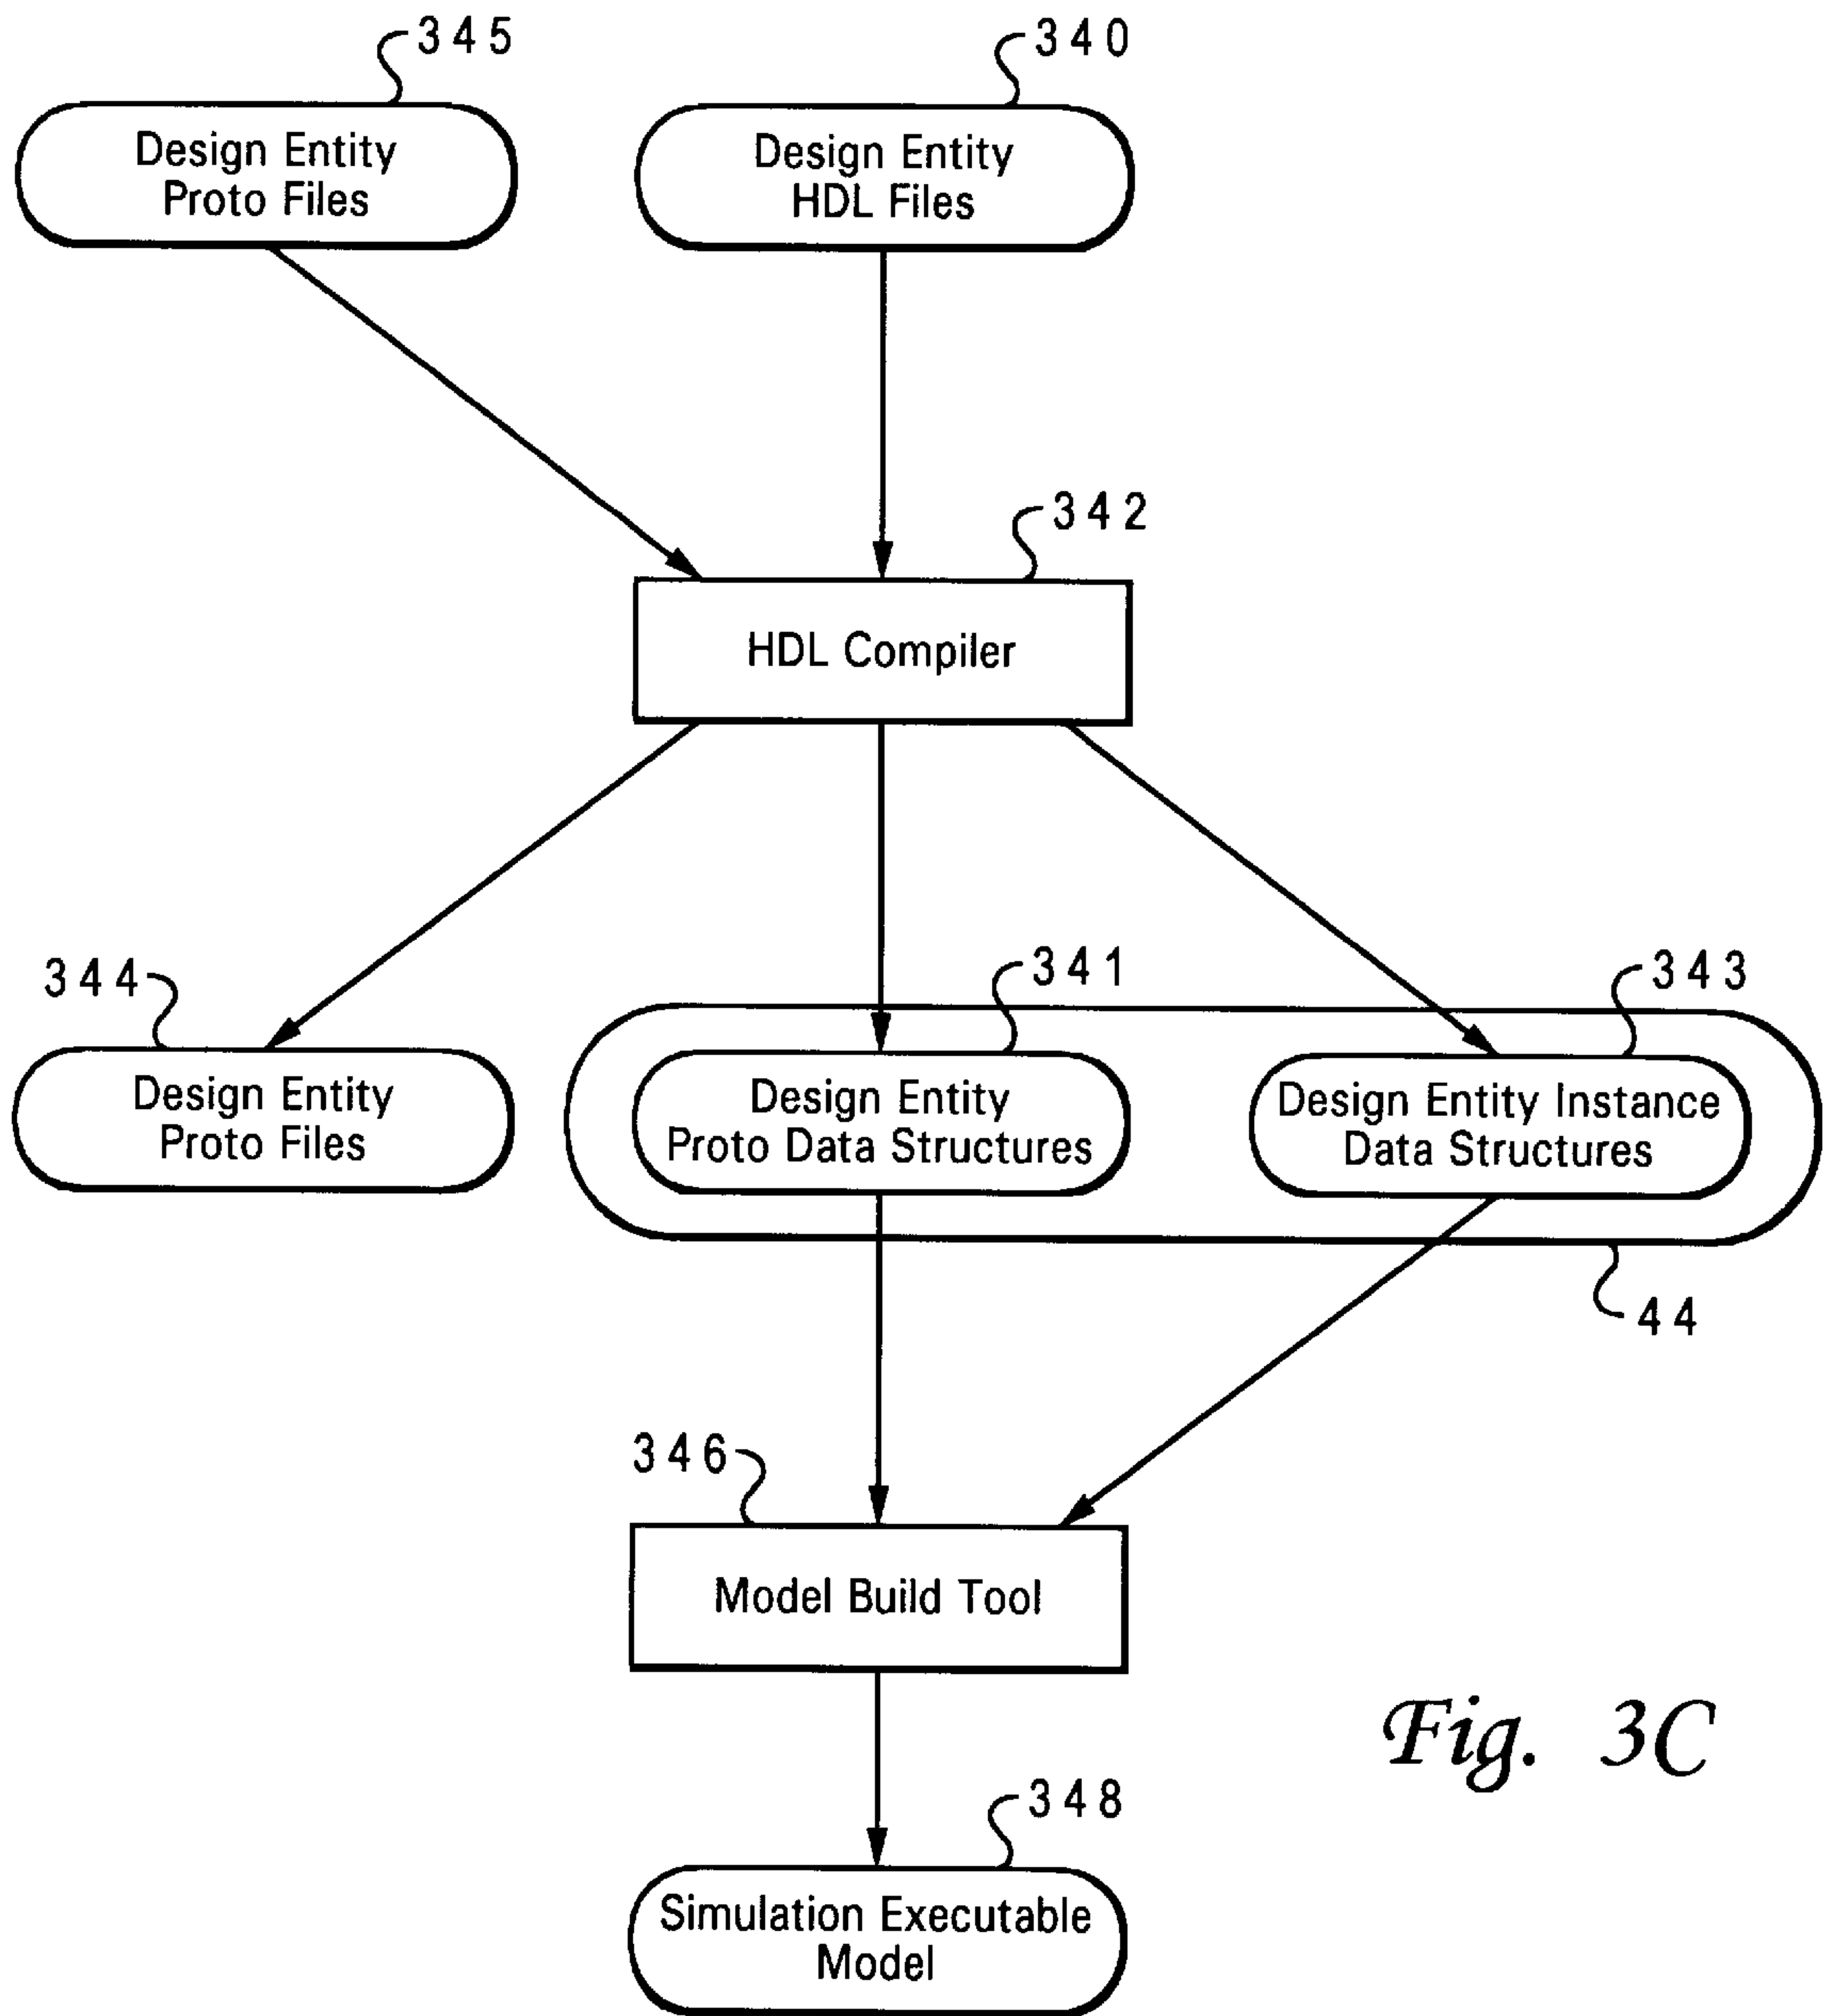 345
340
Design Entity
Proto Files
Design Entity
HDL Files
342
HDL Compiler
344
341
343
Design Entity
Proto Files
Design Entity
Proto Data Structures
Design Entity Instance
Data Structures
44
346
Model Build Tool
Fig. 3C
348
Simulation Executable
Model